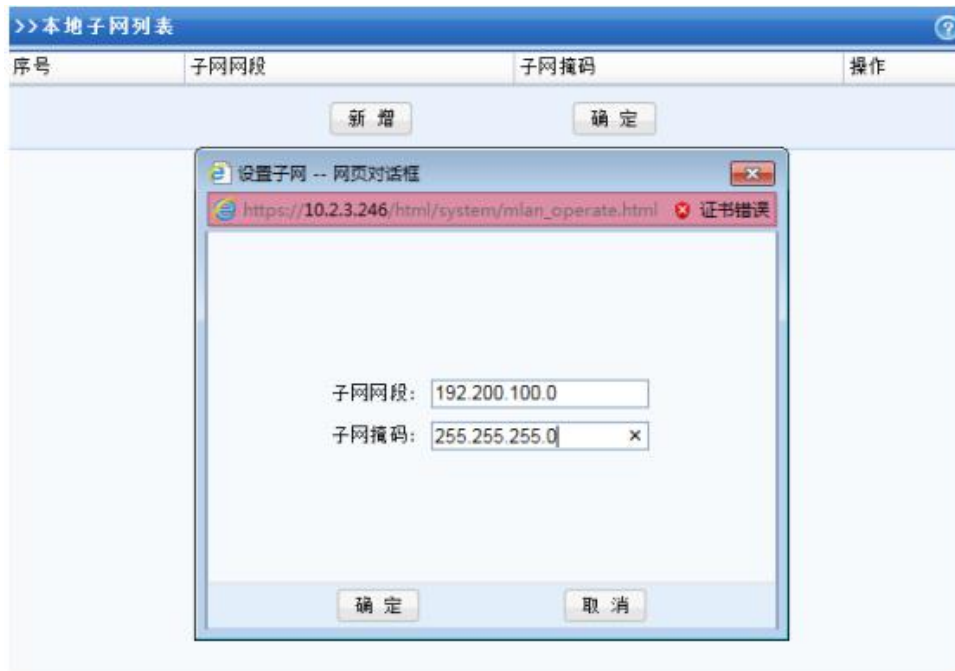 >>本地子网列表
序号 子网网段 子网掩码 操作
新 增 确 定
设置子网 -- 网页对话框
https://10.2.3.246/html/system/mlan_operate.html 证书错误
子网网段: 192.200.100.0
子网掩码: 255.255.255.0
确 定 取 消